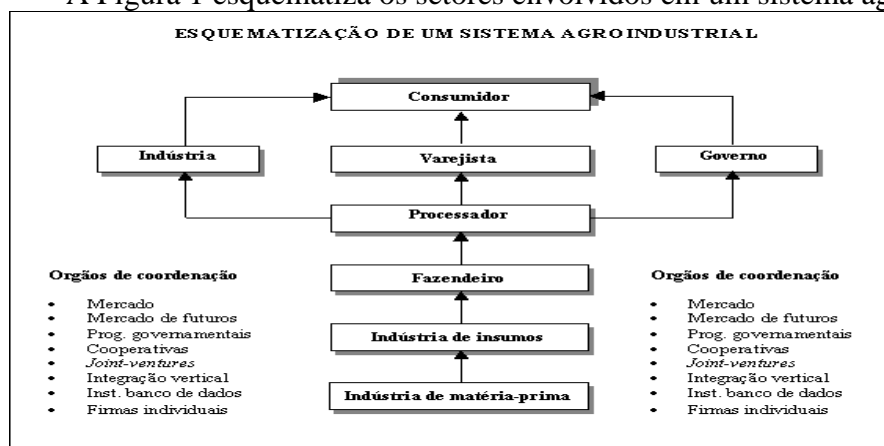 A Figura 1 esquematiza os setores envolvidos em um sistema ag
ESQUEMATIZAÇÃO DE UM SISTEMA AGROINDUSTRIAL
Consumidor
Indústria
Varejista
Governo
Processador
Fazendeiro
Indústria de insumos
Indústria de matéria-prima
Orgãos de coordenação
• Mercado
• Mercado de futuros
• Prog. governamentais
• Cooperativas
• Joint-ventures
• Integração vertical
• Inst. banco de dados
• Firmas individuais
Orgãos de coordenação
• Mercado
• Mercado de futuros
• Prog. governamentais
• Cooperativas
• Joint-ventures
• Integração vertical
• Inst. banco de dados
• Firmas individuais